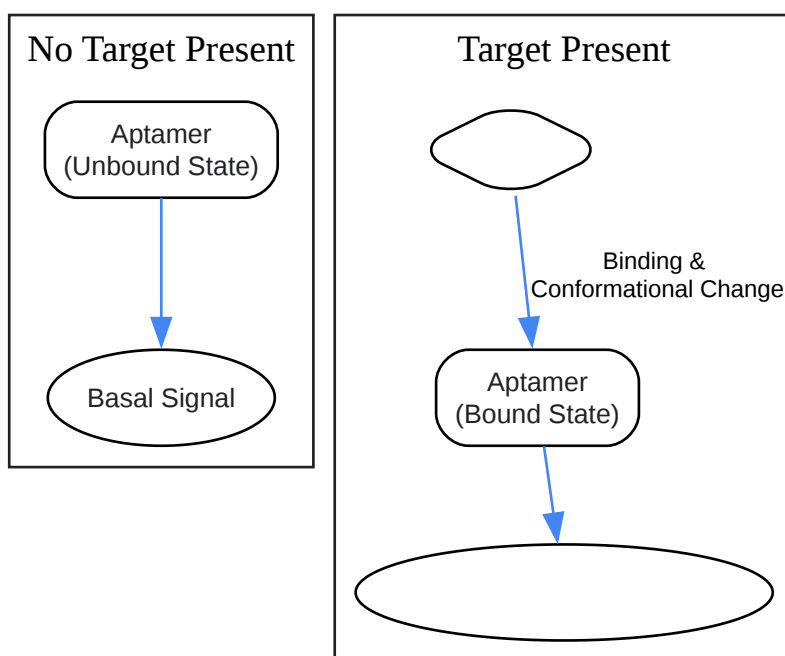 No Target Present
Aptamer
(Unbound State)
Basal Signal
Target Present
Binding &
Conformational Change
Aptamer
(Bound State)